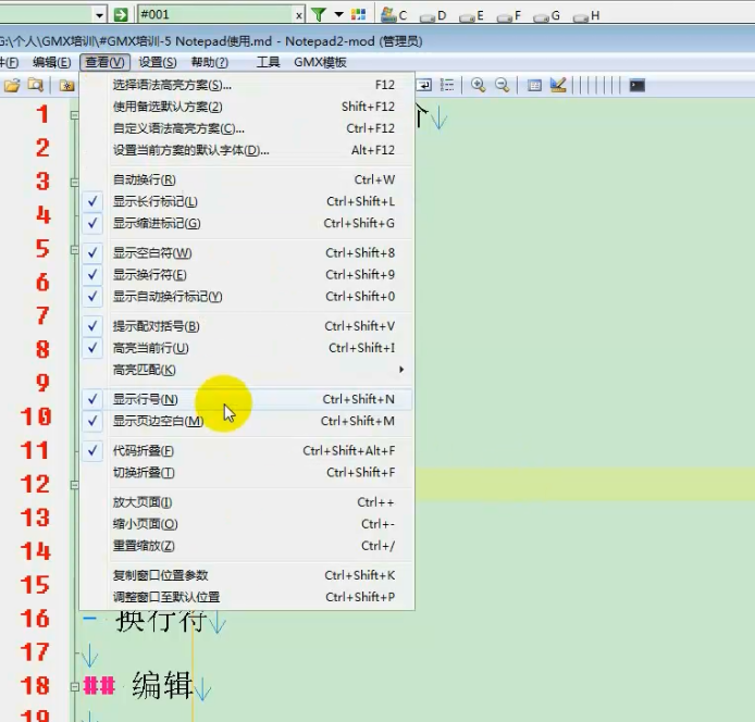 #001 x C D E F G H
G:\个人\GMX培训\#GMX培训-5 Notepad使用.md - Notepad2-mod (管理员)
件(F) 编辑(E) 查看(V) 设置(S) 帮助(?) 工具 GMX模板
选择语法高亮方案(S)... F12
使用备选默认方案(2) Shift+F12
自定义语法高亮方案(C)... Ctrl+F12
设置当前方案的默认字体(D)... Alt+F12
自动换行(R) Ctrl+W
显示长行标记(L) Ctrl+Shift+L
显示缩进标记(G) Ctrl+Shift+G
显示空白符(W) Ctrl+Shift+8
显示换行符(E) Ctrl+Shift+9
显示自动换行标记(Y) Ctrl+Shift+0
提示配对括号(B) Ctrl+Shift+V
高亮当前行(U) Ctrl+Shift+I
高亮匹配(K)
显示行号(N) Ctrl+Shift+N
显示页边空白(M) Ctrl+Shift+M
代码折叠(F) Ctrl+Shift+Alt+F
切换折叠(T) Ctrl+Shift+F
放大页面(I) Ctrl++
缩小页面(O) Ctrl+-
重置缩放(Z) Ctrl+/
复制窗口位置参数 Ctrl+Shift+K
调整窗口至默认位置 Ctrl+Shift+P
1
2
3
4
5
6
7
8
9
10
11
12
13
14
15
16 - 换行符
17
18 ## 编辑
19